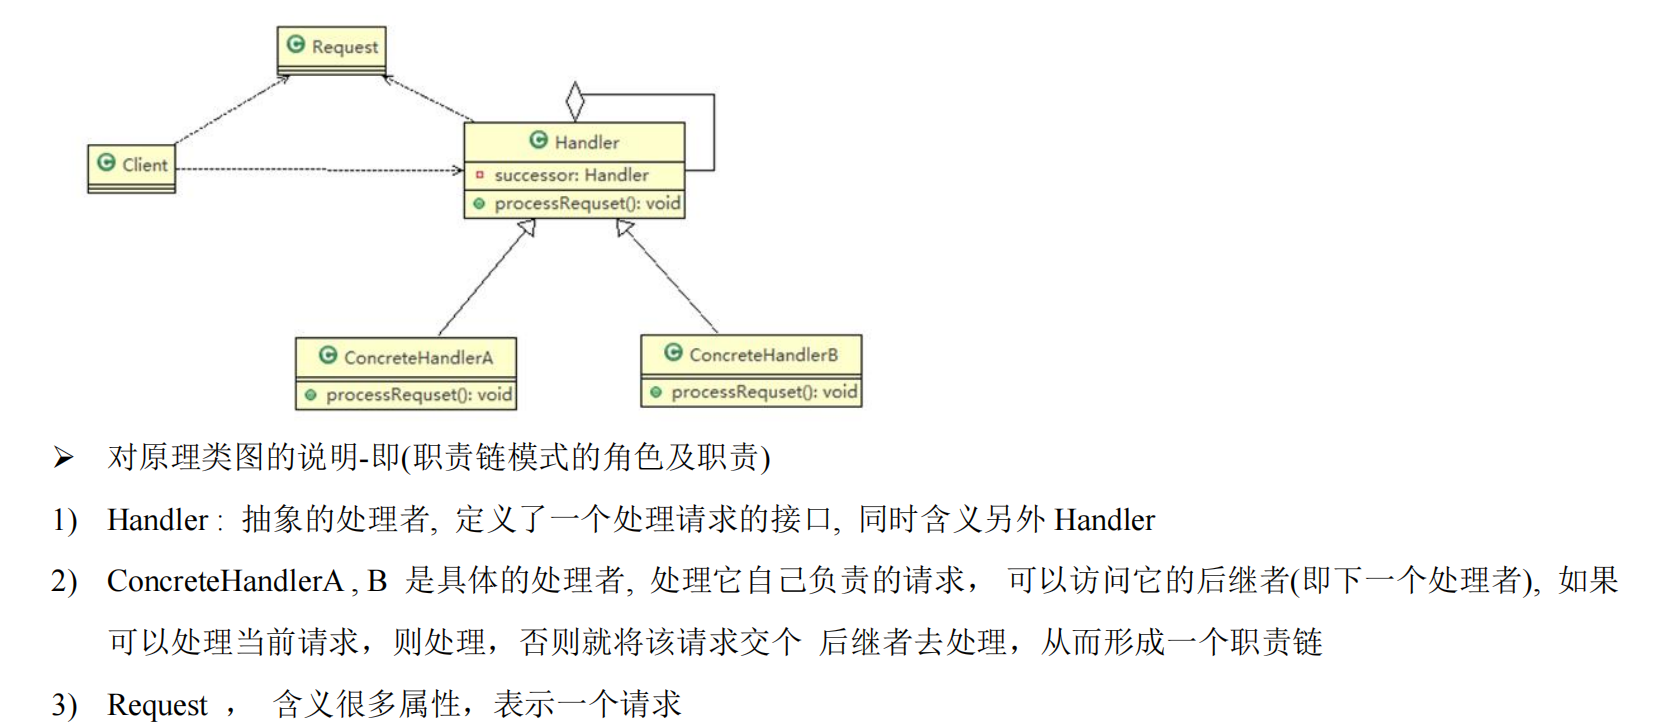 Request
Handler
Client
successor: Handler
processRequset(): void
ConcreteHandlerA
ConcreteHandlerB
processRequset(): void
processRequset(): void
➢ 对原理类图的说明-即(职责链模式的角色及职责)
1) Handler : 抽象的处理者, 定义了一个处理请求的接口, 同时含义另外 Handler
2) ConcreteHandlerA , B 是具体的处理者, 处理它自己负责的请求， 可以访问它的后继者(即下一个处理者), 如果
可以处理当前请求，则处理，否则就将该请求交个 后继者去处理，从而形成一个职责链
3) Request ， 含义很多属性，表示一个请求